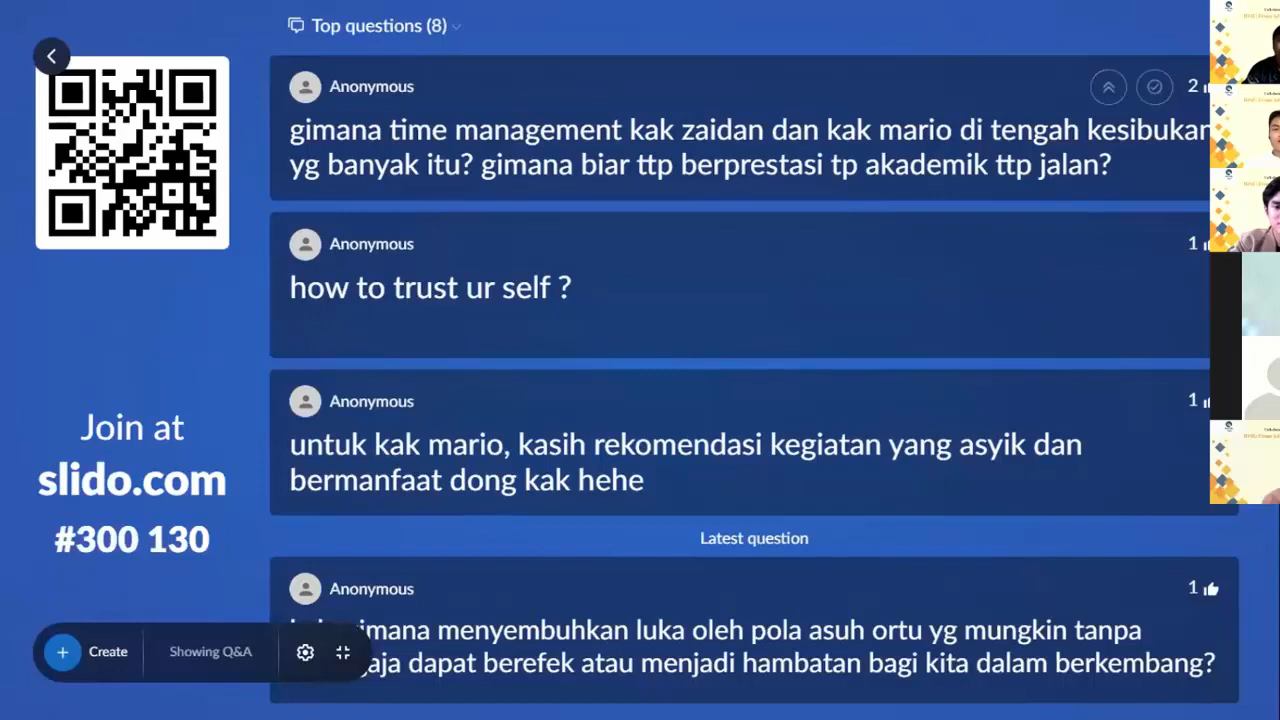 Top questions (8)
Anonymous
2
gimana time management kak zaidan dan kak mario di tengah kesibukan
yg banyak itu? gimana biar ttp berprestasi tp akademik ttp jalan?
Anonymous
1
how to trust ur self ?
Anonymous
1
untuk kak mario, kasih rekomendasi kegiatan yang asyik dan
bermanfaat dong kak hehe
Latest question
Anonymous
1
menyembuhkan luka oleh pola asuh ortu yg mungkin tanpa
dapat berefek atau menjadi hambatan bagi kita dalam berkembang?
Join at
slido.com
#300 130
Create
Showing Q&A